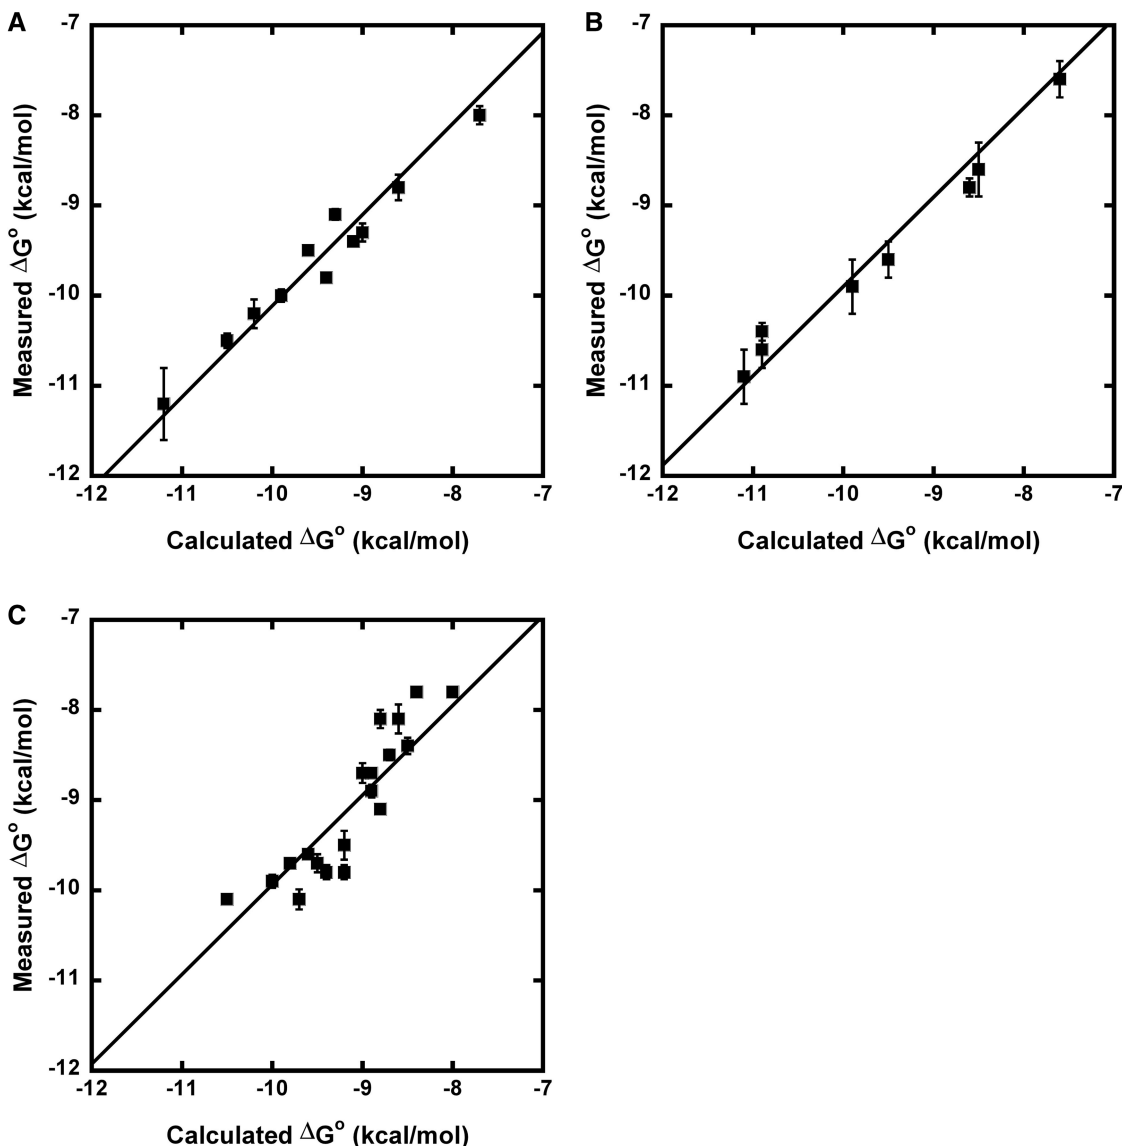 A
-7
-8
-9
-10
-11
-12
Measured ΔG° (kcal/mol)
-12 -11 -10 -9 -8 -7
Calculated ΔG° (kcal/mol)
B
-7
-8
-9
-10
-11
-12
Measured ΔG° (kcal/mol)
-12 -11 -10 -9 -8 -7
Calculated ΔG° (kcal/mol)
C
-7
-8
-9
-10
-11
-12
Measured ΔG° (kcal/mol)
-12 -11 -10 -9 -8 -7
Calculated ΔG° (kcal/mol)